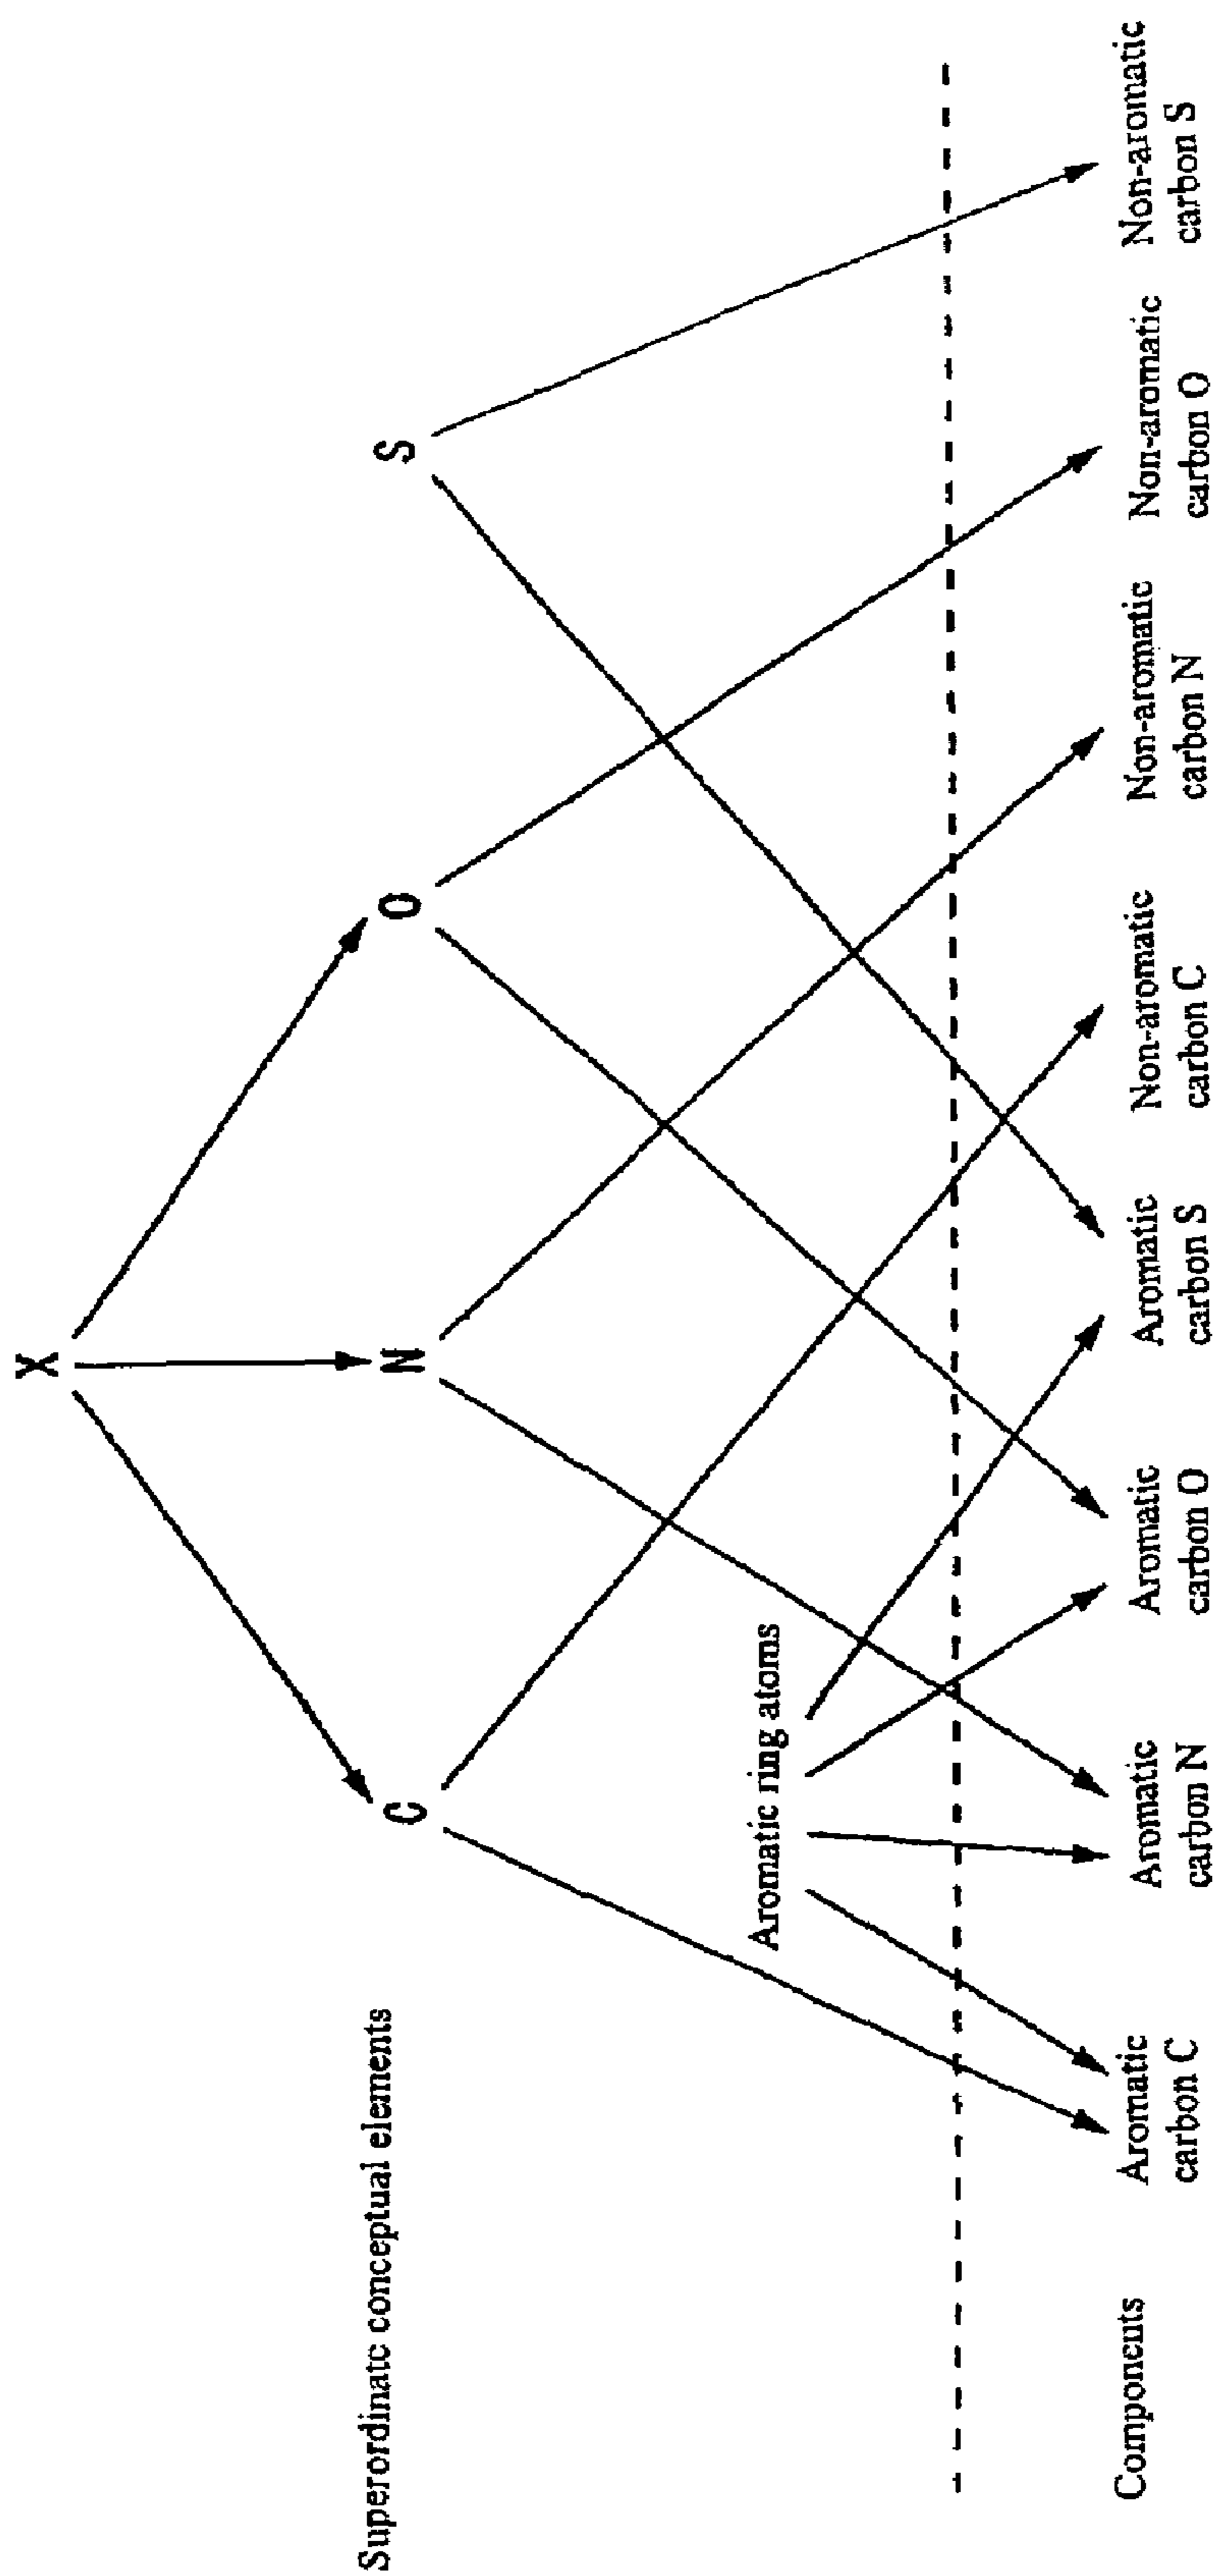 X
Superordinate conceptual elements
C
N
O
S
Aromatic ring atoms
Components
Aromatic
carbon C
Aromatic
carbon N
Aromatic
carbon O
Aromatic
carbon S
Non-aromatic
carbon C
Non-aromatic
carbon N
Non-aromatic
carbon O
Non-aromatic
carbon S